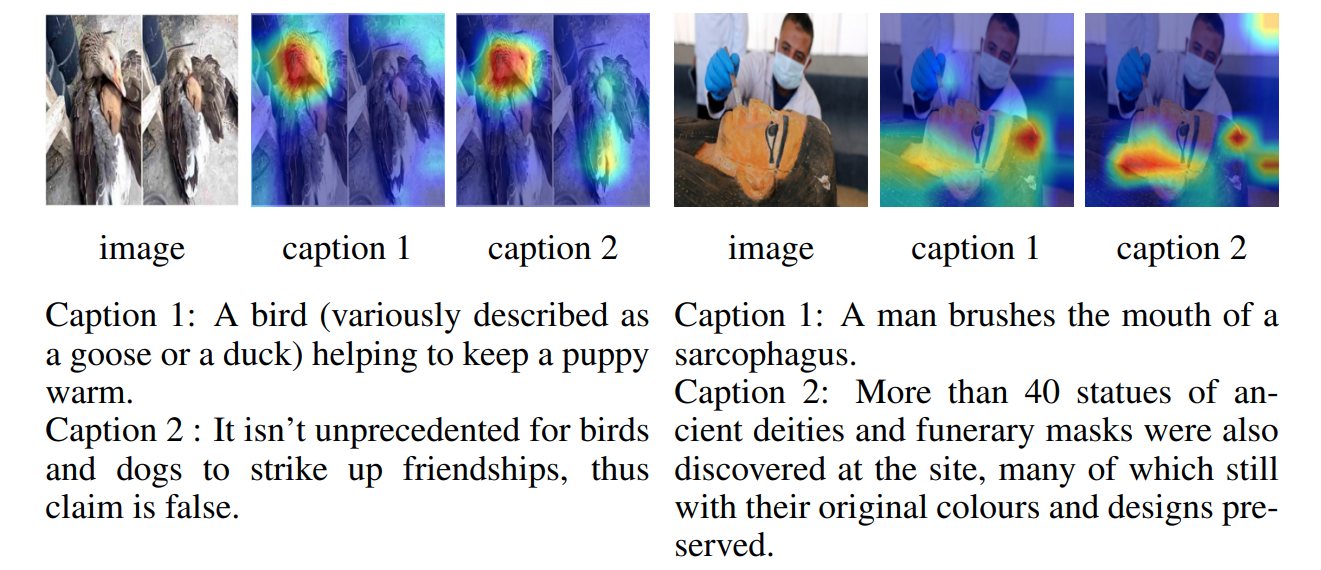 image caption 1 caption 2 image caption 1 caption 2
Caption 1: A bird (variously described as
a goose or a duck) helping to keep a puppy
warm.
Caption 2 : It isn't unprecedented for birds
and dogs to strike up friendships, thus
claim is false.
Caption 1: A man brushes the mouth of a
sarcophagus.
Caption 2: More than 40 statues of an-
cient deities and funerary masks were also
discovered at the site, many of which still
with their original colours and designs pre-
served.